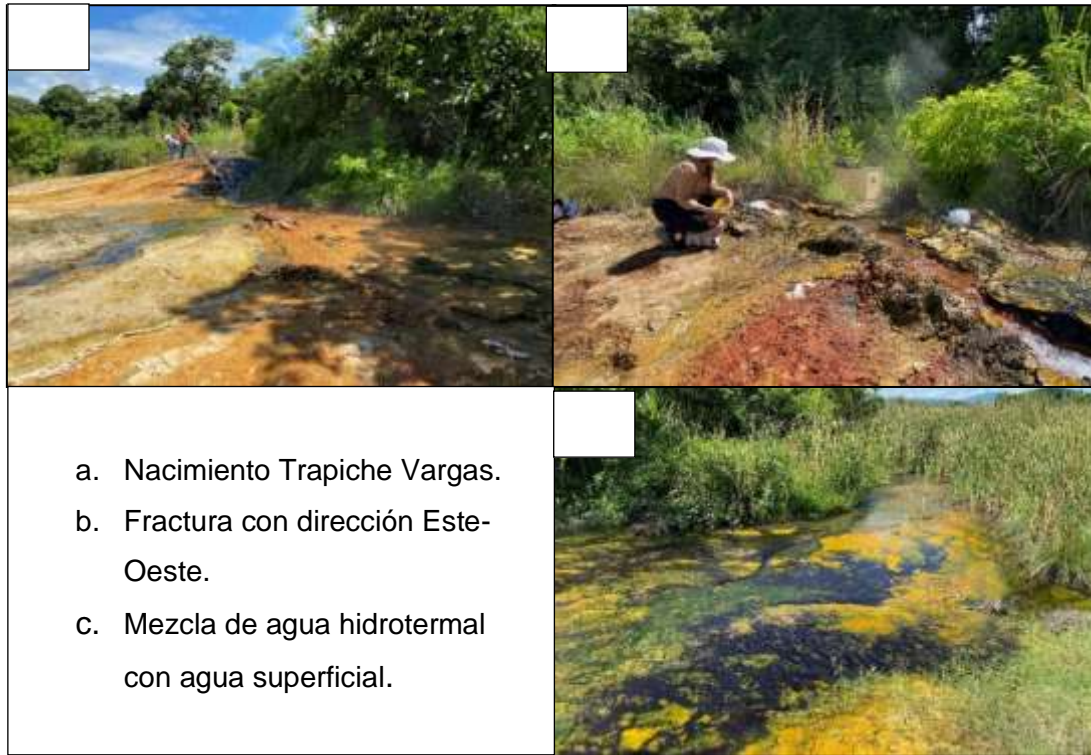 a. Nacimiento Trapiche Vargas.
b. Fractura con dirección Este-
Oeste.
c. Mezcla de agua hidrotermal
con agua superficial.